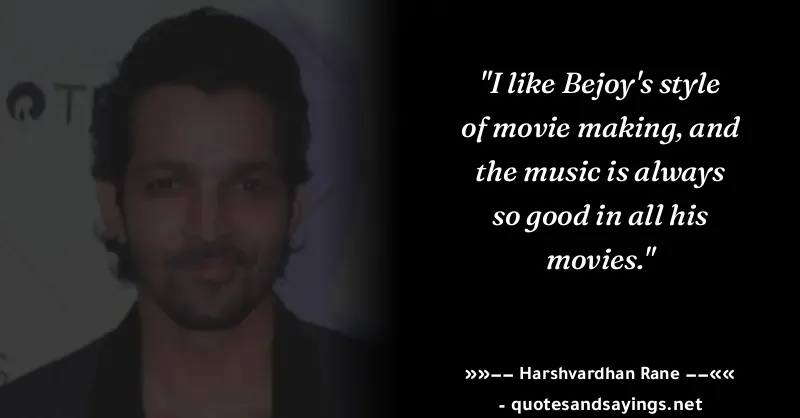 "I like Bejoy's style
of movie making, and
the music is always
so good in all his
movies."
»»–– Harshvardhan Rane ––««
- quotesandsayings.net